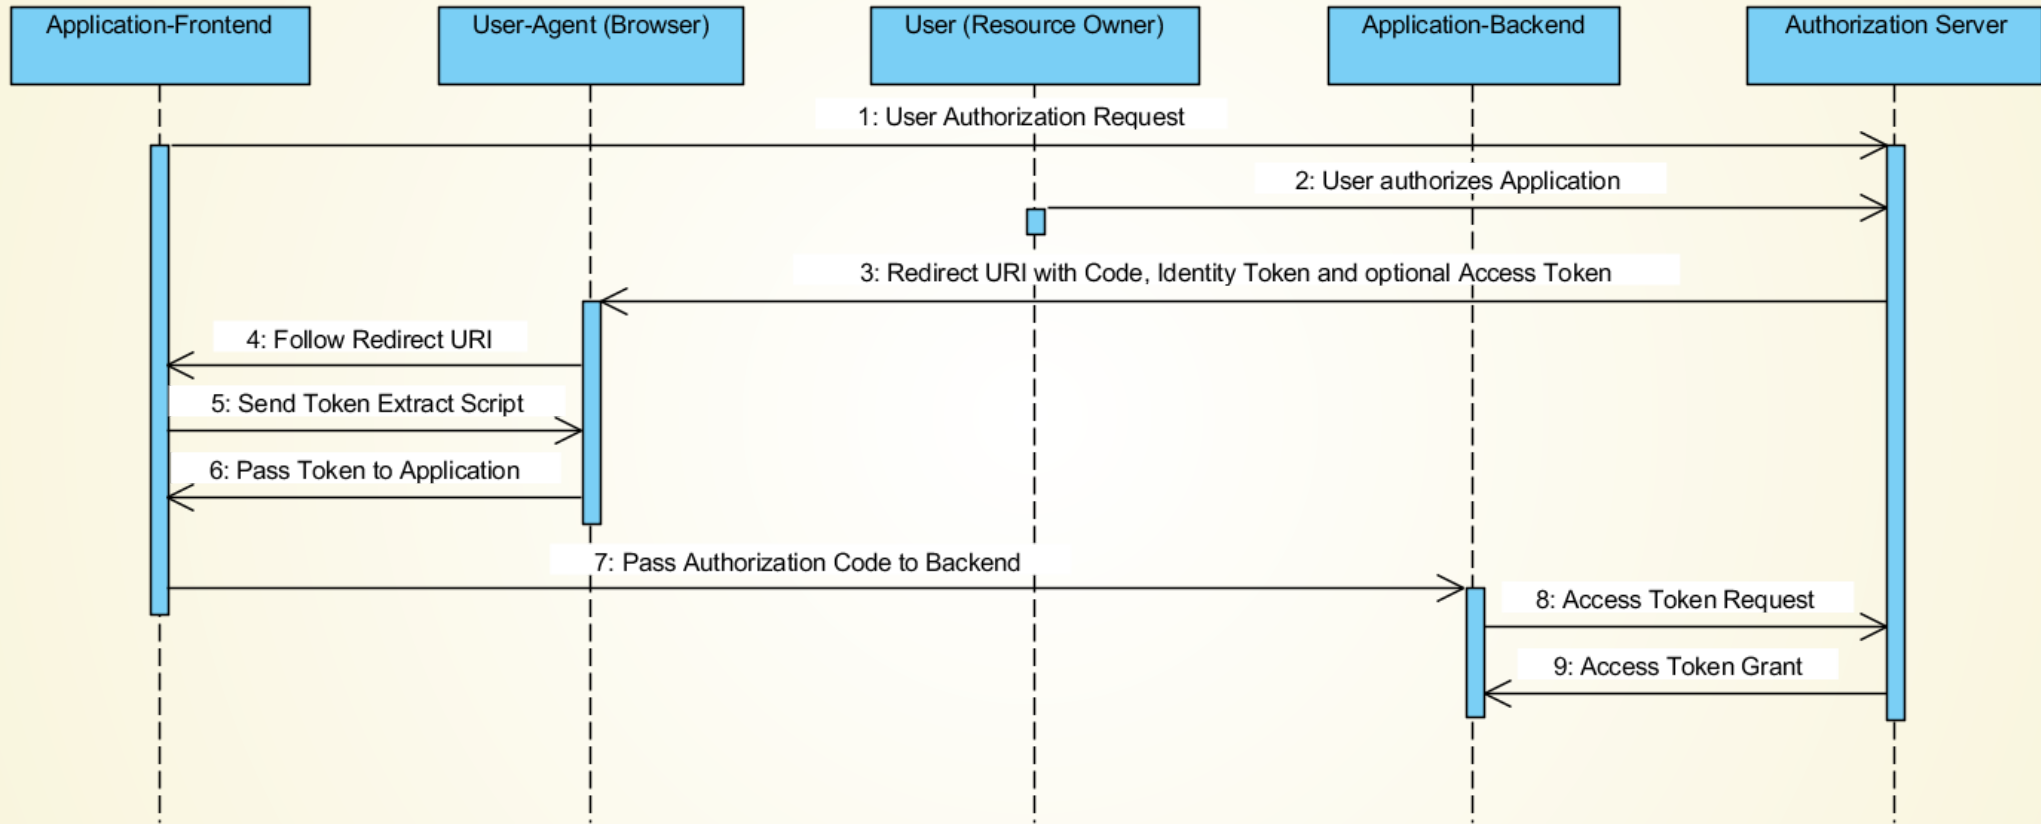 Application-Frontend
User-Agent (Browser)
User (Resource Owner)
Application-Backend
Authorization Server
1: User Authorization Request
2: User authorizes Application
3: Redirect URI with Code, Identity Token and optional Access Token
4: Follow Redirect URI
5: Send Token Extract Script
6: Pass Token to Application
7: Pass Authorization Code to Backend
8: Access Token Request
9: Access Token Grant